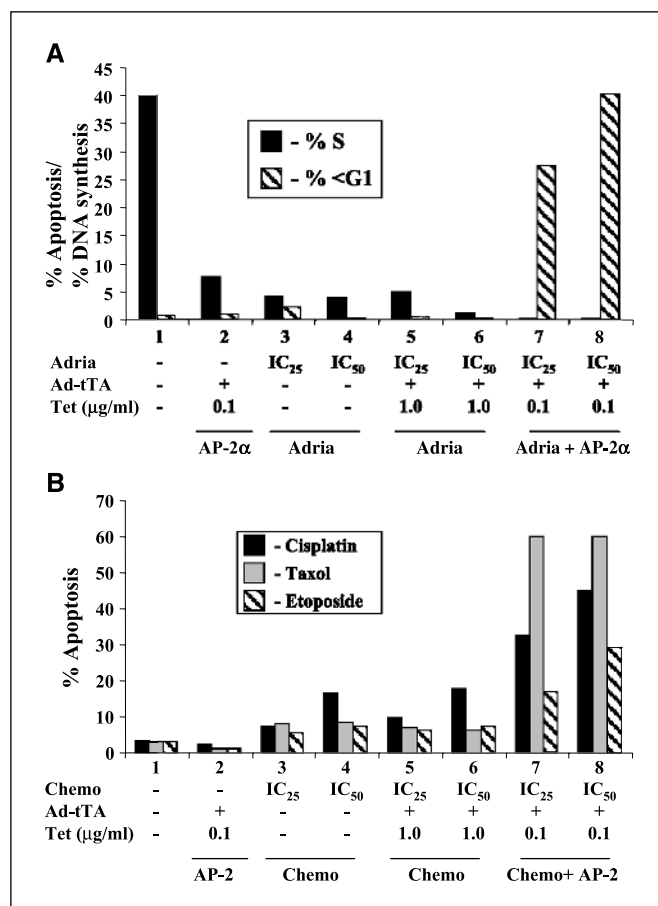 A
45
40
35
30
25
20
15
10
5
0
% Apoptosis/
% DNA synthesis
- % S
- % <G1
1 2 3 4 5 6 7 8
Adria - - IC25 IC50 IC25 IC50 IC25 IC50
Ad-tTA - + - - + + + +
Tet (μg/ml) - 0.1 - - 1.0 1.0 0.1 0.1
AP-2α Adria Adria Adria + AP-2α
B
70
60
50
40
30
20
10
0
% Apoptosis
- Cisplatin
- Taxol
- Etoposide
1 2 3 4 5 6 7 8
Chemo - - IC25 IC50 IC25 IC50 IC25 IC50
Ad-tTA - + - - + + + +
Tet (μg/ml) - 0.1 - - 1.0 1.0 0.1 0.1
AP-2 Chemo Chemo Chemo+ AP-2